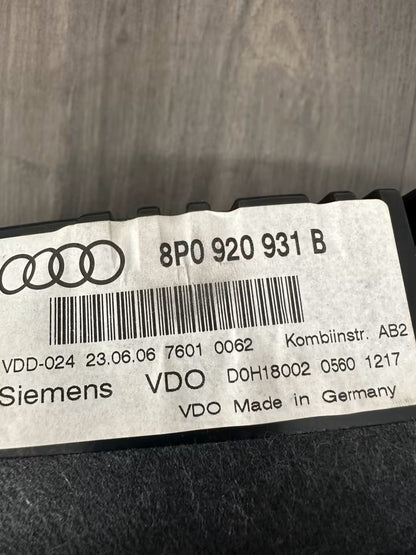 8P0 920 931 B
VDD-024 23.06.06 7601 0062 Kombiinstr. AB2
Siemens VDO D0H18002 0560 1217
VDO Made in Germany